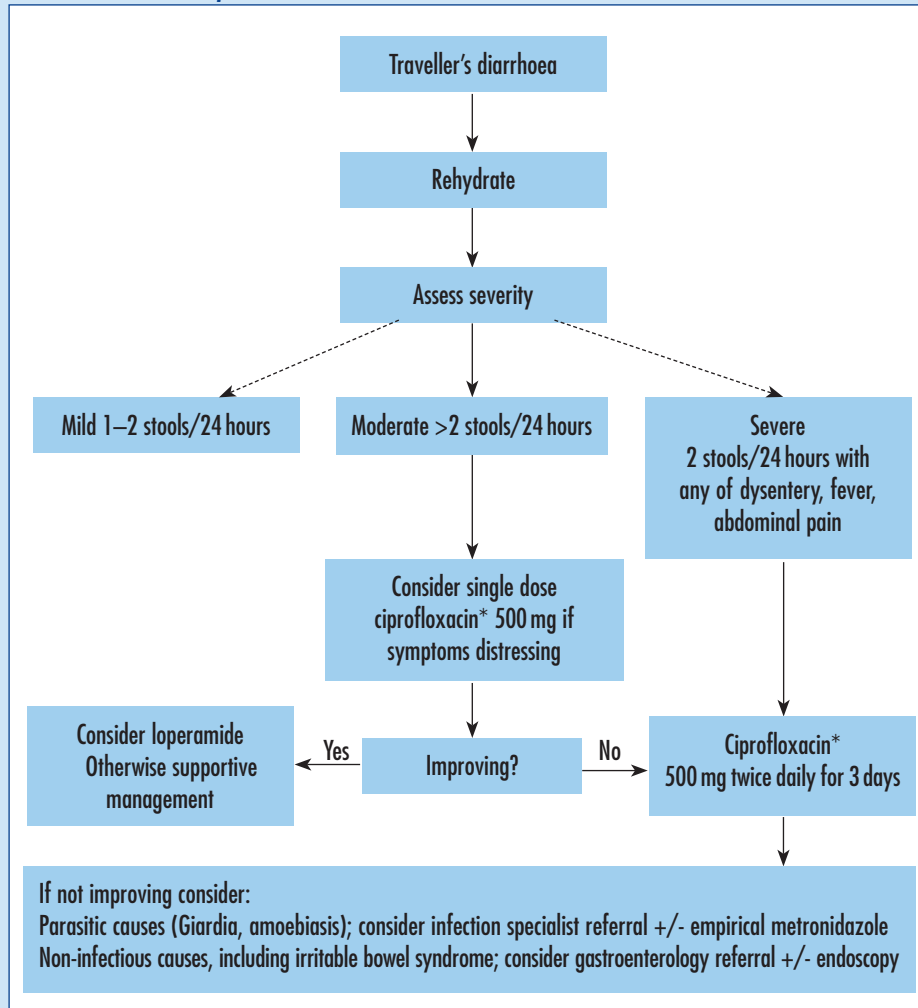 Traveller's diarrhoea
Rehydrate
Assess severity
Mild 1–2 stools/24 hours
Moderate >2 stools/24 hours
Severe
2 stools/24 hours with
any of dysentery, fever,
abdominal pain
Consider single dose
ciprofloxacin* 500 mg if
symptoms distressing
Consider loperamide
Otherwise supportive
management
Yes
Improving?
No
Ciprofloxacin*
500 mg twice daily for 3 days
If not improving consider:
Parasitic causes (Giardia, amoebiasis); consider infection specialist referral +/- empirical metronidazole
Non-infectious causes, including irritable bowel syndrome; consider gastroenterology referral +/- endoscopy